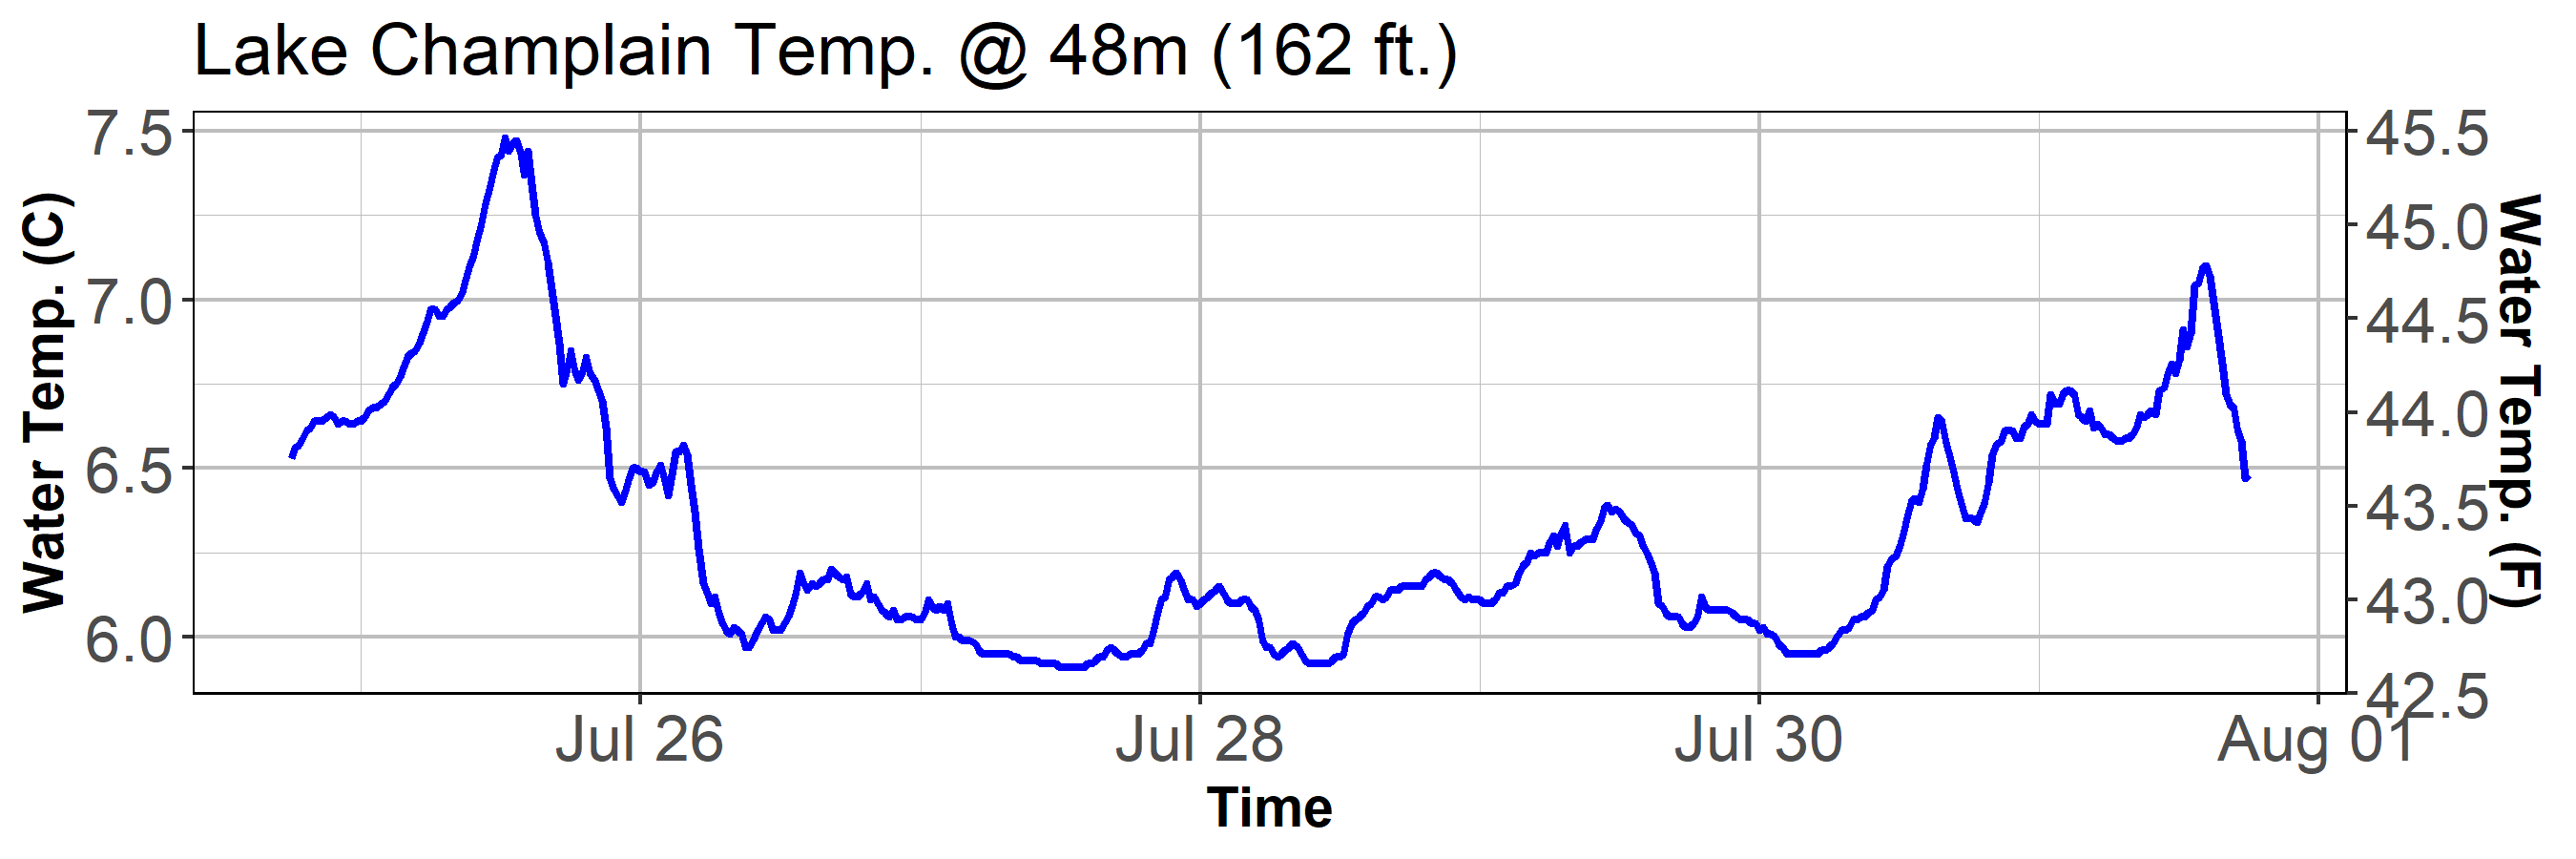 Lake Champlain Temp. @ 48m (162 ft.)
Water Temp. (C)
7.5
7.0
6.5
6.0
45.5
45.0
44.5
44.0
43.5
43.0
42.5
Water Temp. (F)
Jul 26
Jul 28
Jul 30
Aug 01
Time